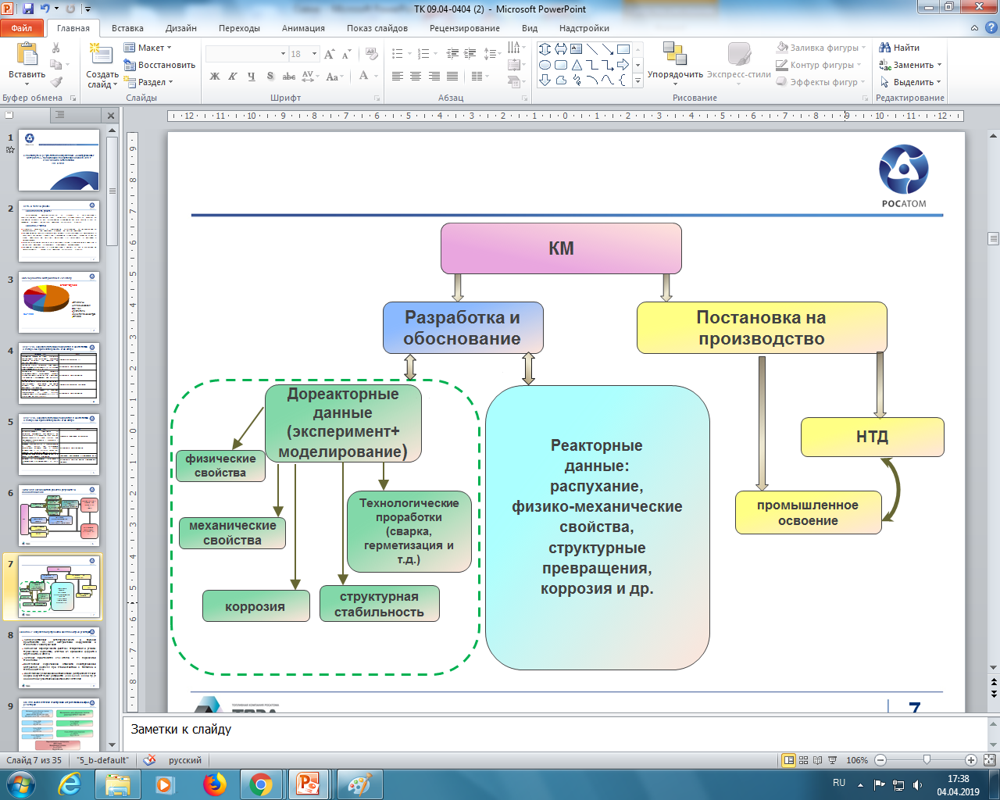 ТК 09.04-0404 (2) - Microsoft PowerPoint
Файл
Главная
Вставка
Дизайн
Переходы
Анимация
Показ слайдов
Рецензирование
Вид
Надстройки
Вставить
Буфер обмена
Создать слайд
Макет
Восстановить
Раздел
Слайды
18
Ж К Ч S abc AV Aa A
Шрифт
Абзац
Упорядочить
Экспресс-стили
Заливка фигуры
Контур фигуры
Эффекты фигур
Рисование
Найти
Заменить
Выделить
Редактирование
1
2
3
4
5
6
7
8
9
РОСАТОМ
КМ
Разработка и
обоснование
Постановка на
производство
Дореакторные
данные
(эксперимент+
моделирование)
физические
свойства
механические
свойства
коррозия
структурная
стабильность
Технологические
проработки
(сварка,
герметизация и
т.д.)
Реакторные
данные:
распухание,
физико-механические
свойства,
структурные
превращения,
коррозия и др.
НТД
промышленное
освоение
ТОПЛИВНАЯ КОМПАНИЯ РОСАТОМА
7
Заметки к слайду
Слайд 7 из 35
"5_b-default"
русский
106%
RU
17:38
04.04.2019